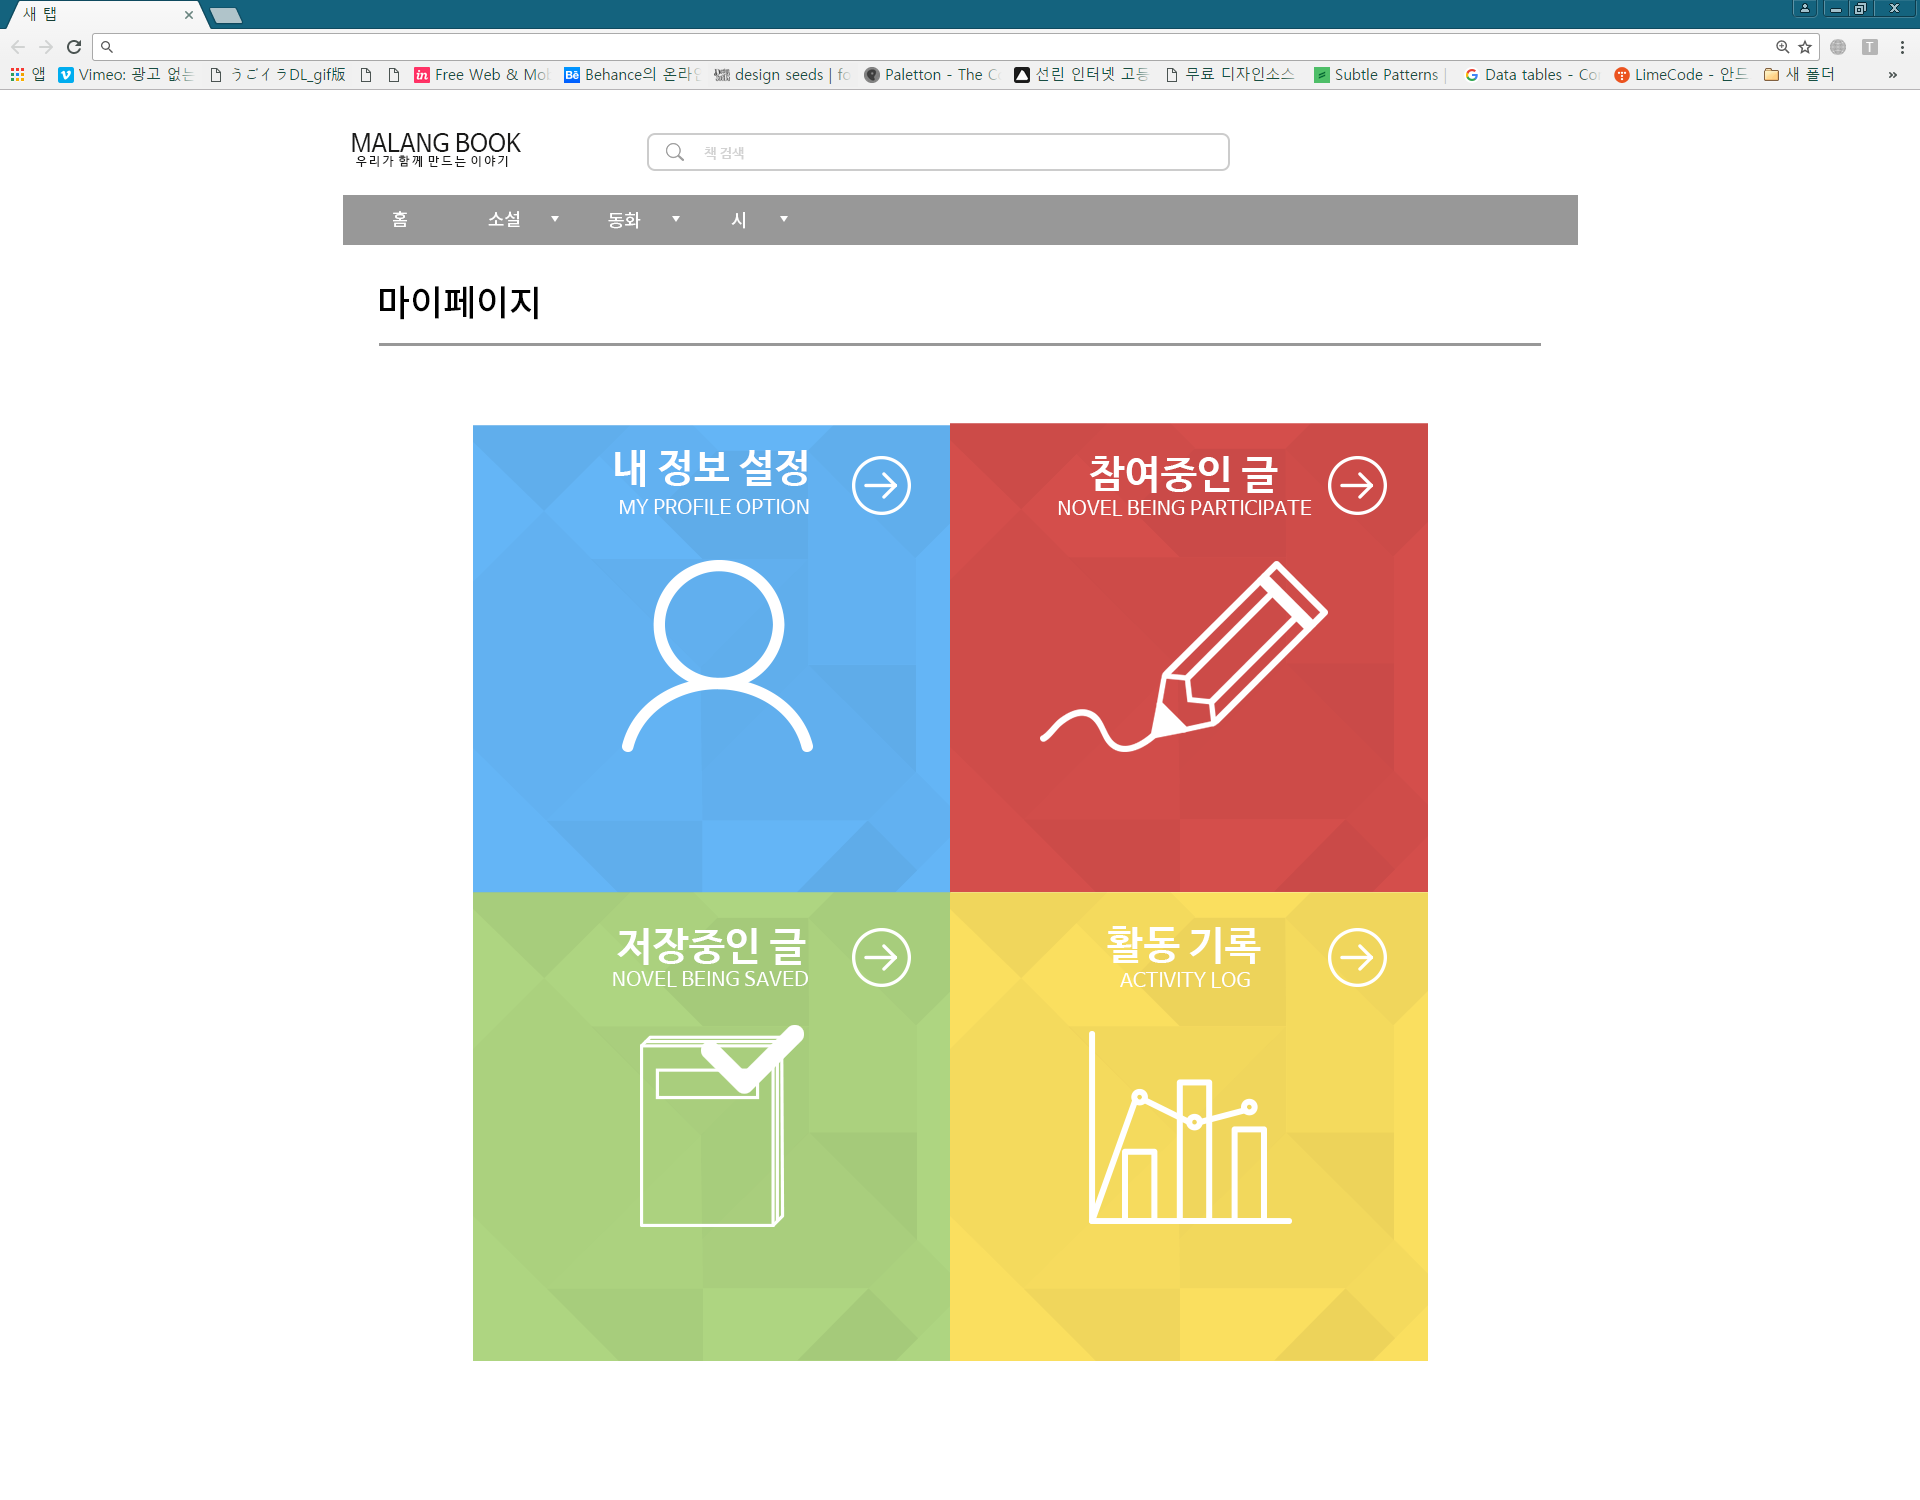 새 탭
앱 Vimeo: 광고 없는 うごイラDL_gif版 Free Web & Mo Behance의 온라인 design seeds | fo Paletton - The C 선린 인터넷 고등 무료 디자인소스 Subtle Patterns | Data tables - Co LimeCode - 안드 새 폴더 »
MALANG BOOK
우리가 함께 만드는 이야기
책 검색
홈 소설 동화 시
마이페이지
내 정보 설정
MY PROFILE OPTION
참여중인 글
NOVEL BEING PARTICIPATE
저장중인 글
NOVEL BEING SAVED
활동 기록
ACTIVITY LOG